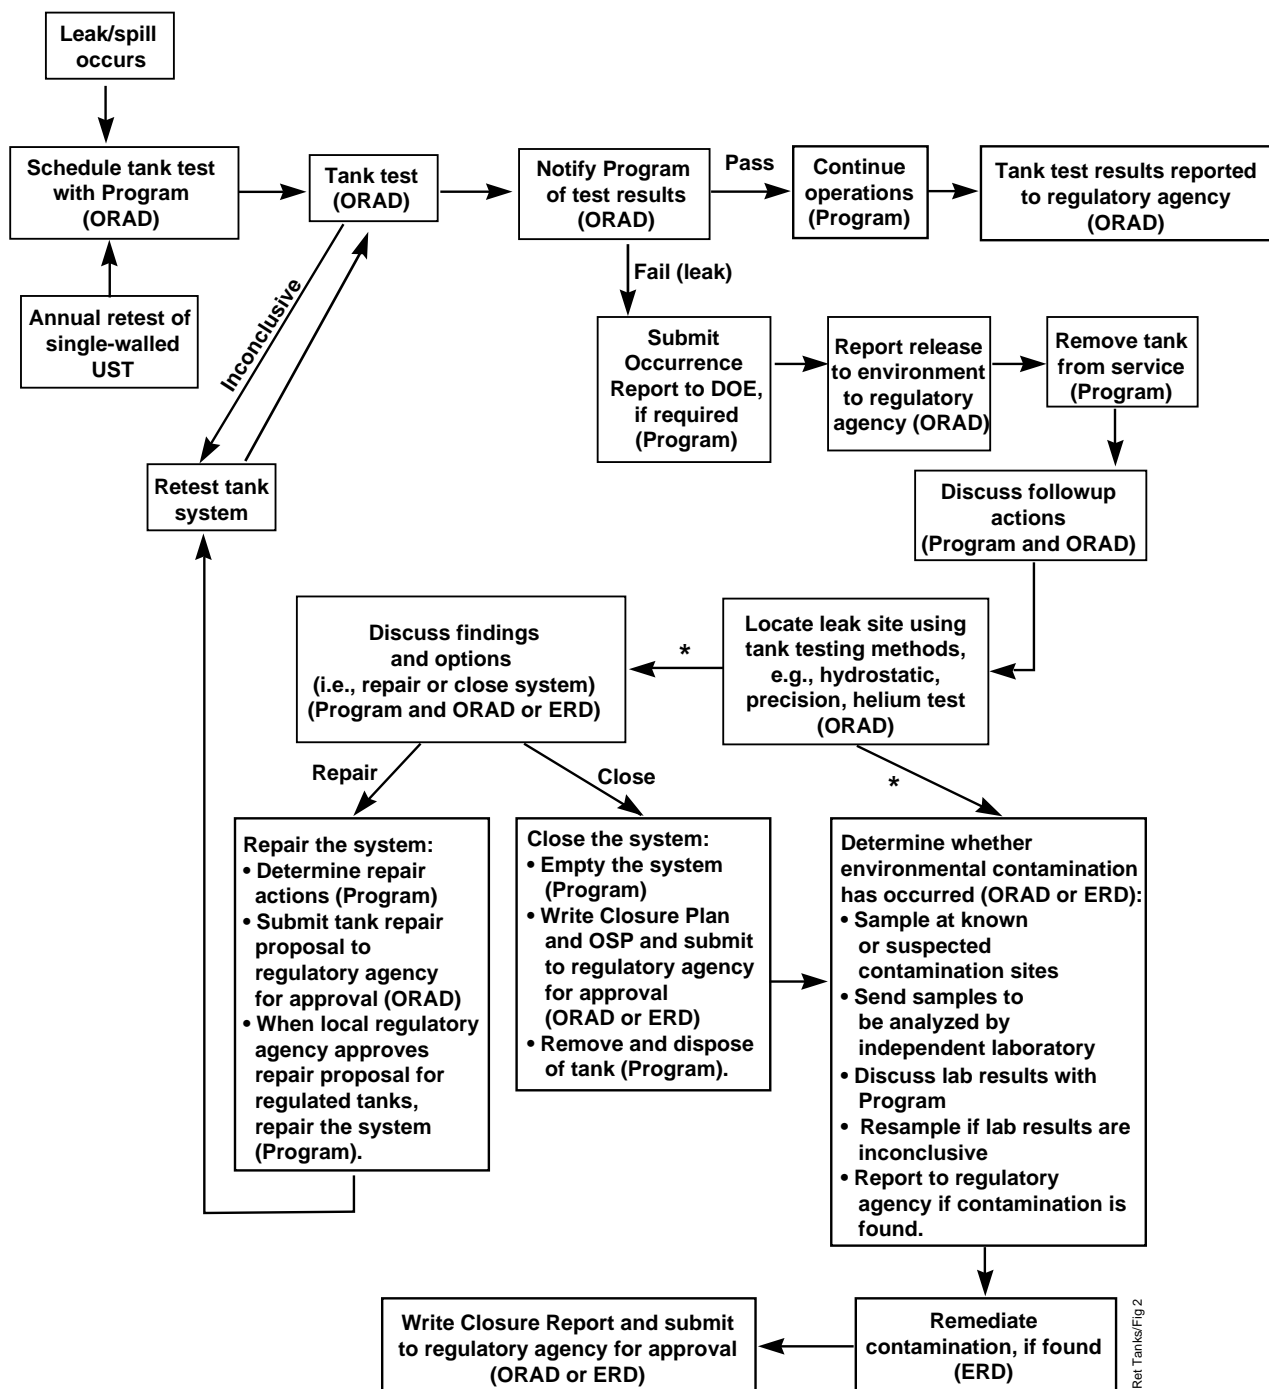 Leak/spill
occurs
Schedule tank test
with Program
(ORAD)
Tank test
(ORAD)
Notify Program
of test results
(ORAD)
Pass
Continue
operations
(Program)
Tank test results reported
to regulatory agency
(ORAD)
Fail (leak)
Annual retest of
single-walled
UST
Inconclusive
Submit
Occurrence
Report to DOE,
if required
(Program)
Report release
to environment
to regulatory
agency (ORAD)
Remove tank
from service
(Program)
Retest tank
system
Discuss followup
actions
(Program and ORAD)
Discuss findings
and options
(i.e., repair or close system)
(Program and ORAD or ERD)
*
Locate leak site using
tank testing methods,
e.g., hydrostatic,
precision, helium test
(ORAD)
Repair
Close
*
Repair the system:
• Determine repair
actions (Program)
• Submit tank repair
proposal to
regulatory agency
for approval (ORAD)
• When local regulatory
agency approves
repair proposal for
regulated tanks,
repair the system
(Program).
Close the system:
• Empty the system
(Program)
• Write Closure Plan
and OSP and submit
to regulatory agency
for approval
(ORAD or ERD)
• Remove and dispose
of tank (Program).
Determine whether
environmental contamination
has occurred (ORAD or ERD):
• Sample at known
or suspected
contamination sites
• Send samples to
be analyzed by
independent laboratory
• Discuss lab results with
Program
• Resample if lab results are
inconclusive
• Report to regulatory
agency if contamination is
found.
Write Closure Report and submit
to regulatory agency for approval
(ORAD or ERD)
Remediate
contamination, if found
(ERD)
Ret Tanks/Fig 2